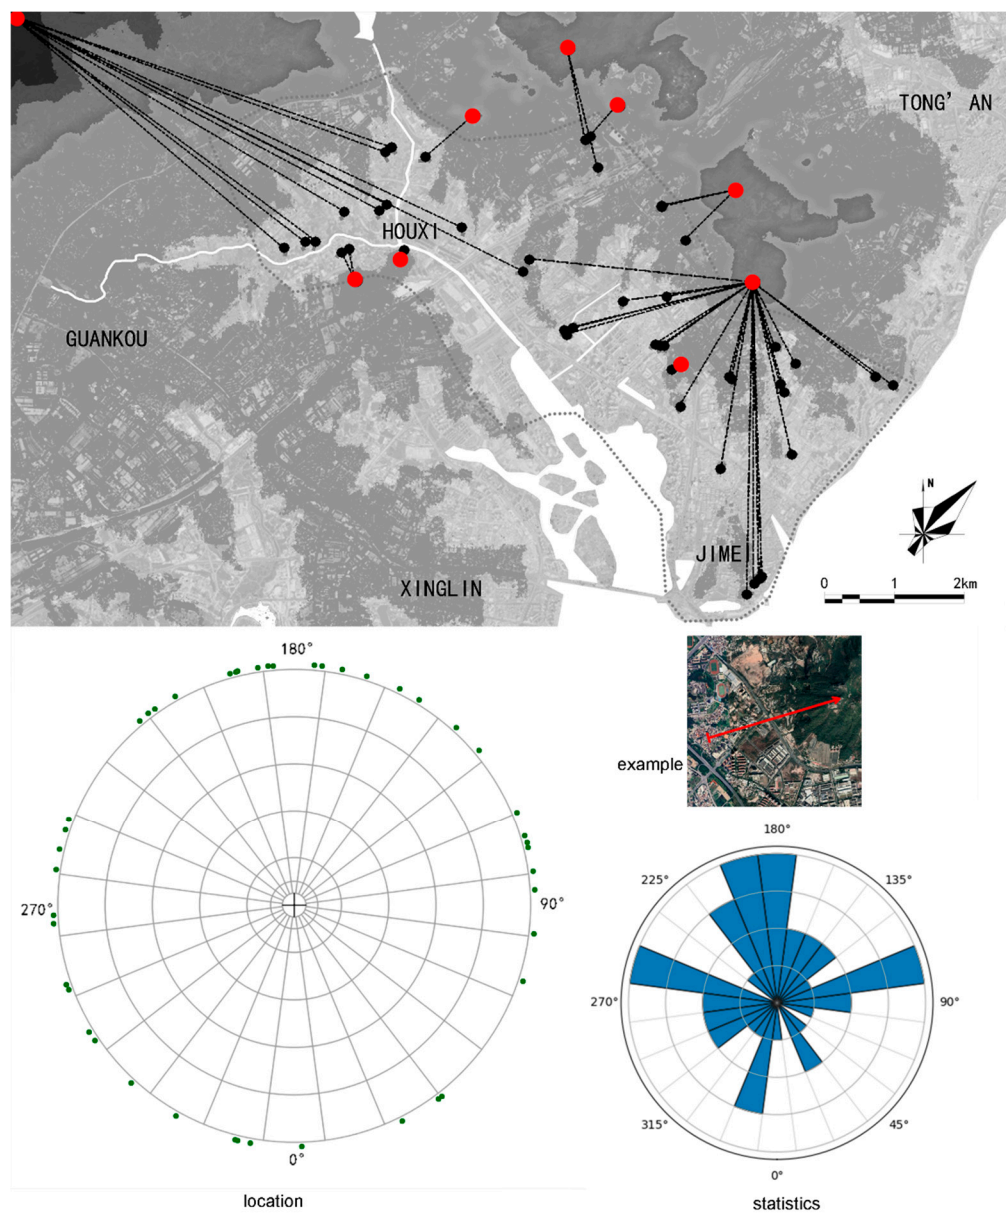 TONG' AN
HOUXI
GUANKOU
N
JIMEI
XINGLIN
0 1 2km
180°
example
180°
225° 135°
270° 90°
270° 90°
315° 45°
0°
0°
location
statistics